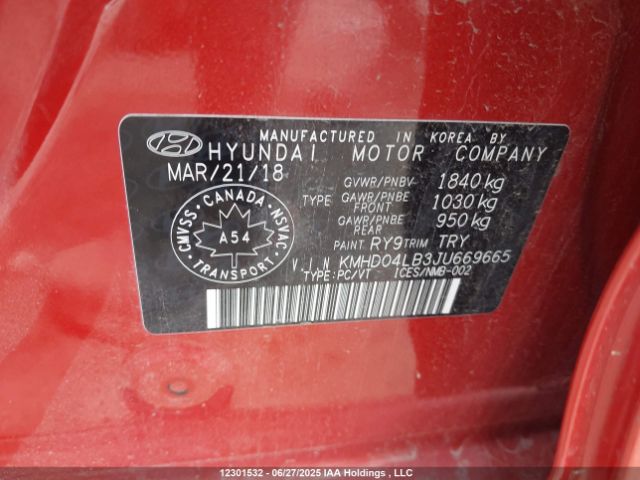 MANUFACTURED IN KOREA BY
HYUNDAI MOTOR COMPANY
MAR/21/18
GVWR/PNBV 1840 kg
TYPE GAWR/PNBE FRONT 1030 kg
GAWR/PNBE REAR 950 kg
PAINT RY9 TRIM TRY
VIN KMHD04LB3JU669665
TYPE:PC/VT ICES/NMB-002
CMVSS CANADA NSVAC
A54
TRANSPORT
12301532 - 06/27/2025 IAA Holdings , LLC